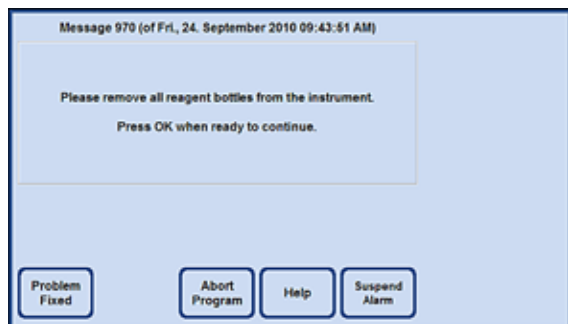 Message 970 (of Fri., 24. September 2010 09:43:51 AM)
Please remove all reagent bottles from the instrument.
Press OK when ready to continue.
Problem
Fixed
Abort
Program
Help
Suspend
Alarm